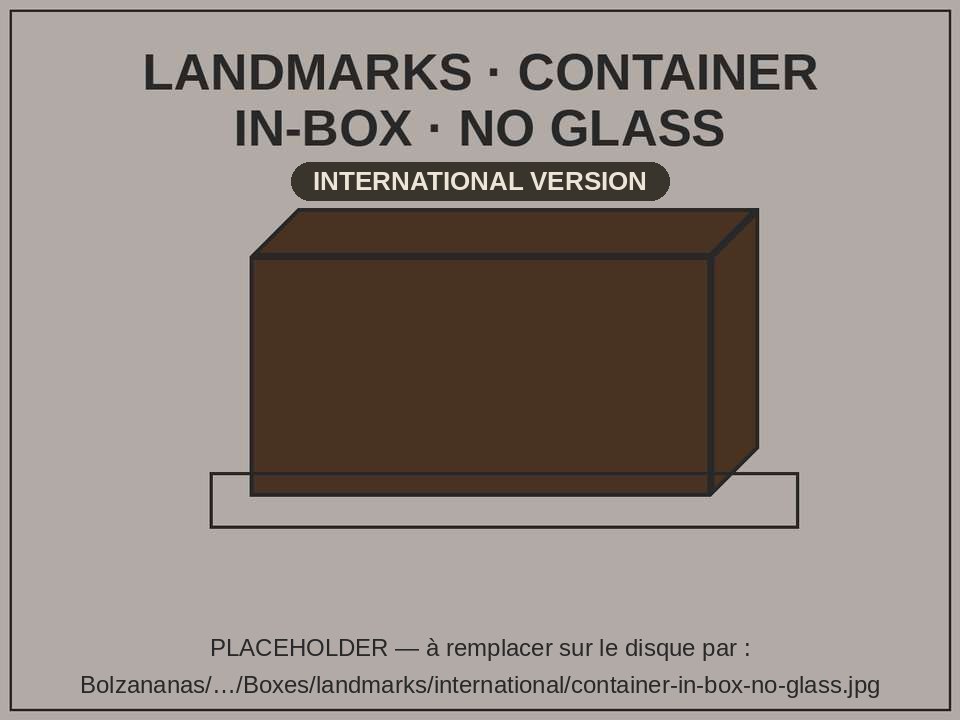 LANDMARKS · CONTAINER
IN-BOX · NO GLASS
INTERNATIONAL VERSION
PLACEHOLDER — à remplacer sur le disque par :
Bolzananas/…/Boxes/landmarks/international/container-in-box-no-glass.jpg